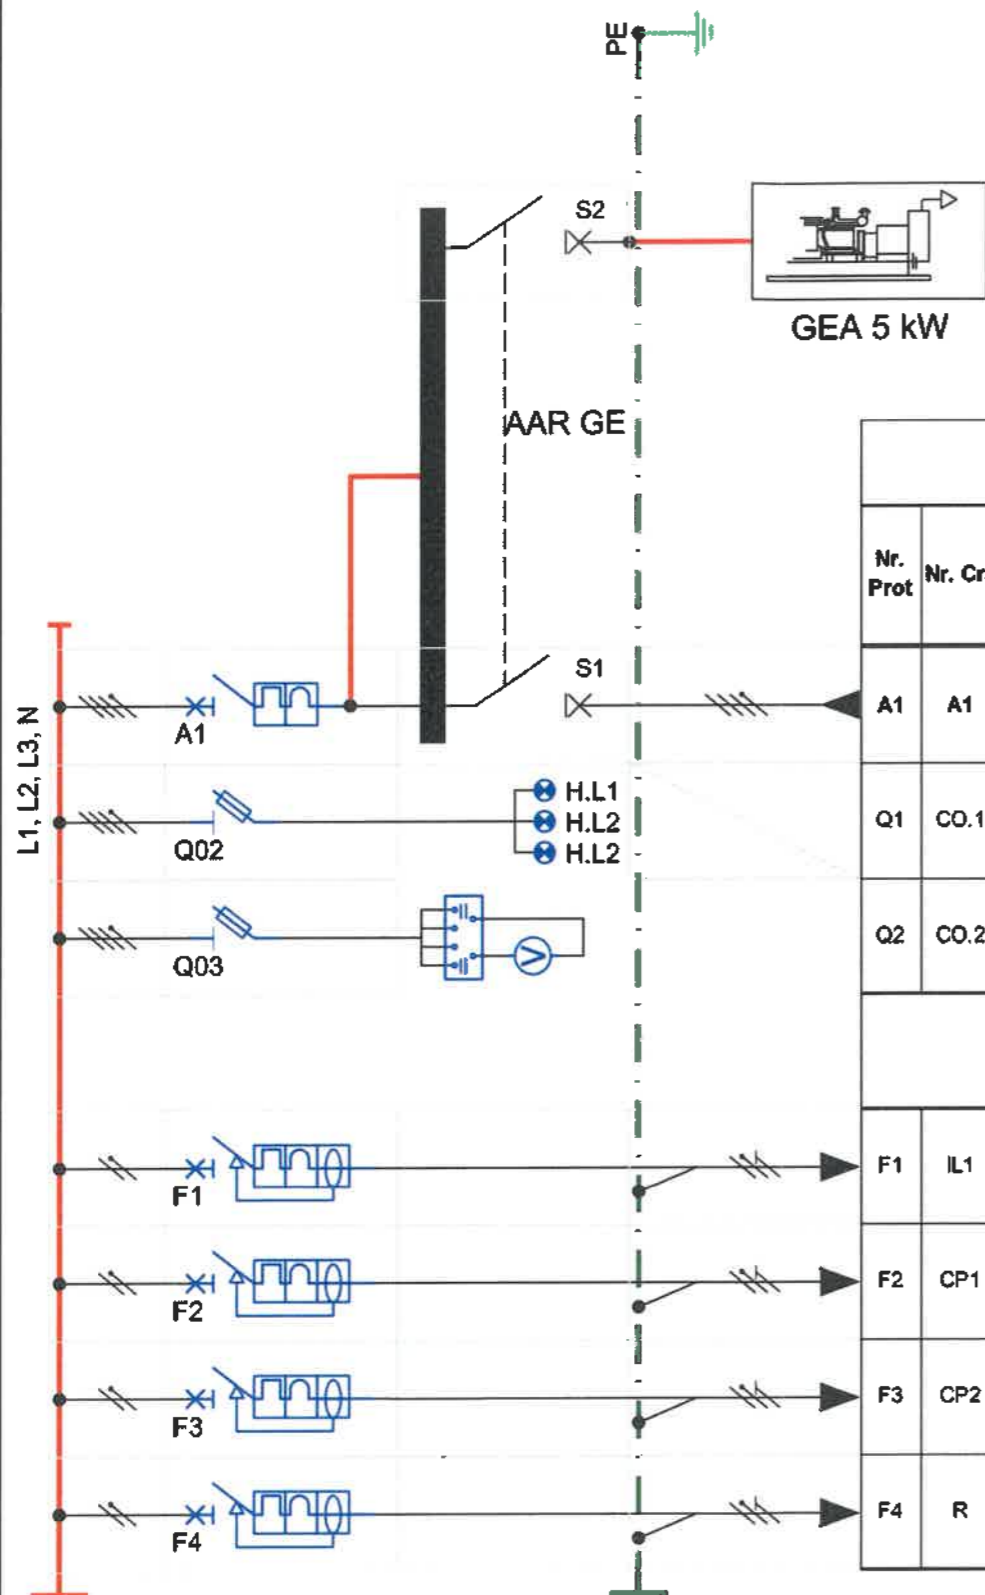 PE
S2
GEA 5 kW
AAR GE
Nr. Prot
Nr. Cr
L1, L2, L3, N
S1
A1
A1
A1
H.L1
H.L2
H.L2
Q02
Q1
CO.1
Q03
V
Q2
CO.2
F1
F1
IL1
F2
F2
CP1
F3
F3
CP2
F4
F4
R